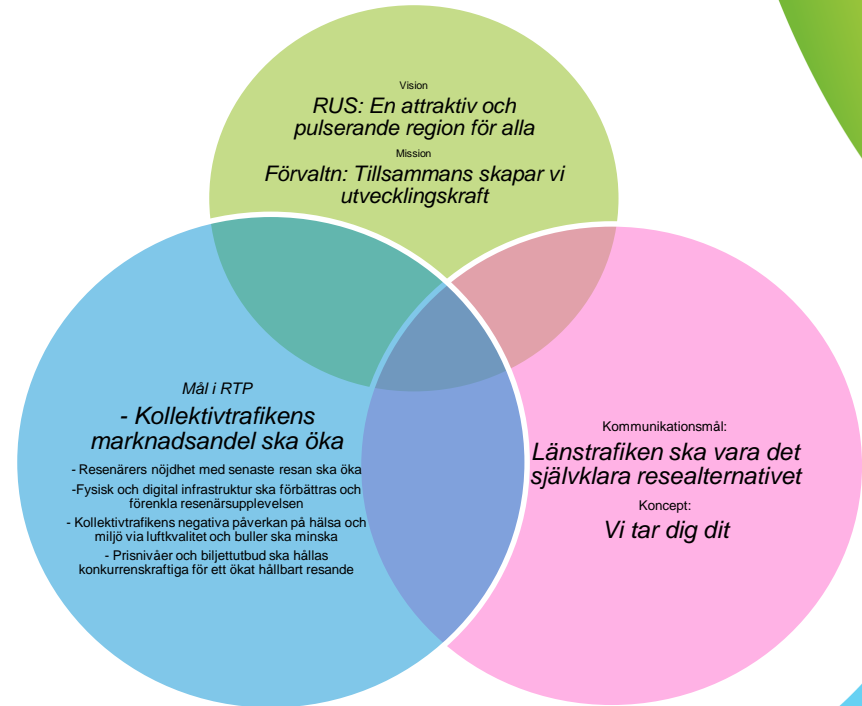 Vision
RUS: En attraktiv och
pulserande region för alla
Mission
Förvaltn: Tillsammans skapar vi
utvecklingskraft
Mål i RTP
- Kollektivtrafikens
marknadsandel ska öka
- Resenärers nöjdhet med senaste resan ska öka
-Fysisk och digital infrastruktur ska förbättras och
förenkla resenärsupplevelsen
- Kollektivtrafikens negativa påverkan på hälsa och
miljö via luftkvalitet och buller ska minska
- Prisnivåer och biljettutbud ska hållas
konkurrenskraftiga för ett ökat hållbart resande
Kommunikationsmål:
Länstrafiken ska vara det
självklara resealternativet
Koncept:
Vi tar dig dit